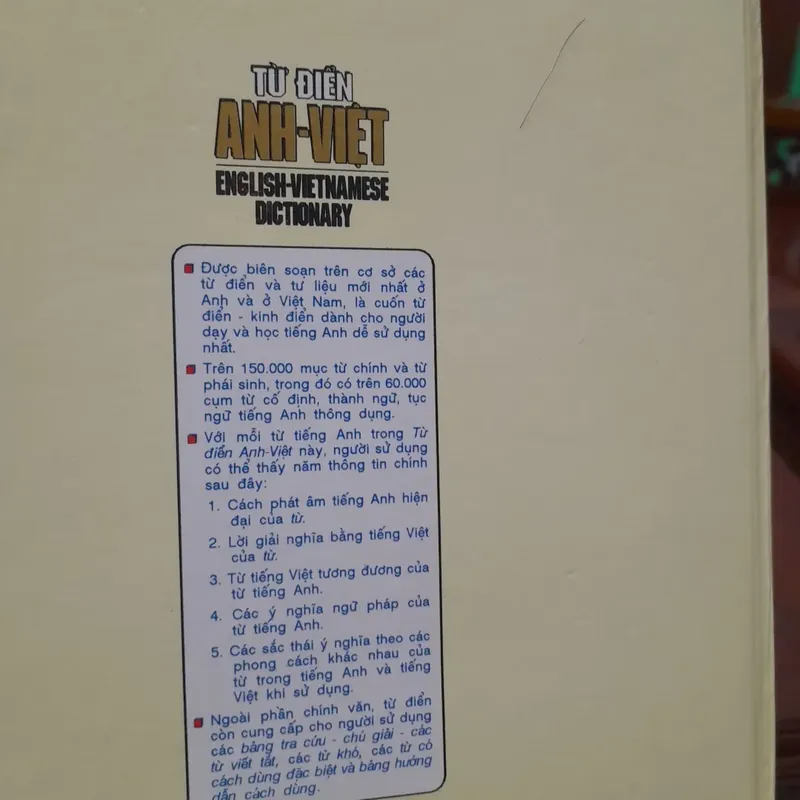 TỪ ĐIỂN
ANH-VIỆT
ENGLISH-VIETNAMESE
DICTIONARY
Được biên soạn trên cơ sở các
từ điển và tư liệu mới nhất ở
Anh và ở Việt Nam, là cuốn từ
điển - kinh điển dành cho người
dạy và học tiếng Anh dễ sử dụng
nhất.
Trên 150.000 mục từ chính và từ
phái sinh, trong đó có trên 60.000
cụm từ cố định, thành ngữ, tục
ngữ tiếng Anh thông dụng.
Với mỗi từ tiếng Anh trong Từ
điển Anh-Việt này, người sử dụng
có thể thấy năm thông tin chính
sau đây:
1. Cách phát âm tiếng Anh hiện
đại của từ.
2. Lời giải nghĩa bằng tiếng Việt
của từ.
3. Từ tiếng Việt tương đương của
từ tiếng Anh.
4. Các ý nghĩa ngữ pháp của
từ tiếng Anh.
5. Các sắc thái ý nghĩa theo các
phong cách khác nhau của
từ trong tiếng Anh và tiếng
Việt khi sử dụng.
Ngoài phần chính văn, từ điển
còn cung cấp cho người sử dụng
các bảng tra cứu - chú giải - các
từ viết tắt, các từ khó, các từ có
cách dùng đặc biệt và bảng hướng
dẫn cách dùng.